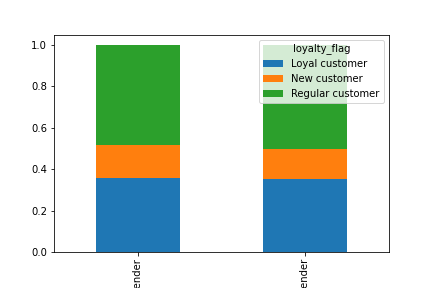 loyalty_flag
Loyal customer
New customer
Regular customer
1.0
0.8
0.6
0.4
0.2
0.0
ender
ender